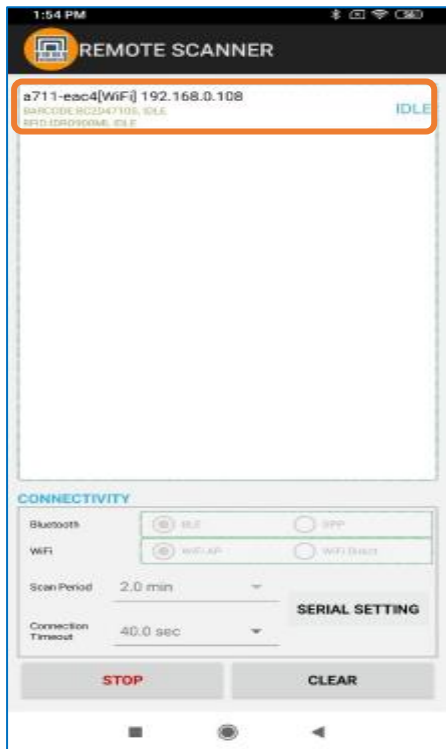 1:54 PM
REMOTE SCANNER
a711-eac4[WiFi] 192.168.0.108
IDLE
CONNECTIVITY
Bluetooth
BLE
SPP
WiFi
WiFi AP
WiFi Direct
Scan Period
2.0 min
SERIAL SETTING
Connection
Timeout
40.0 sec
STOP
CLEAR